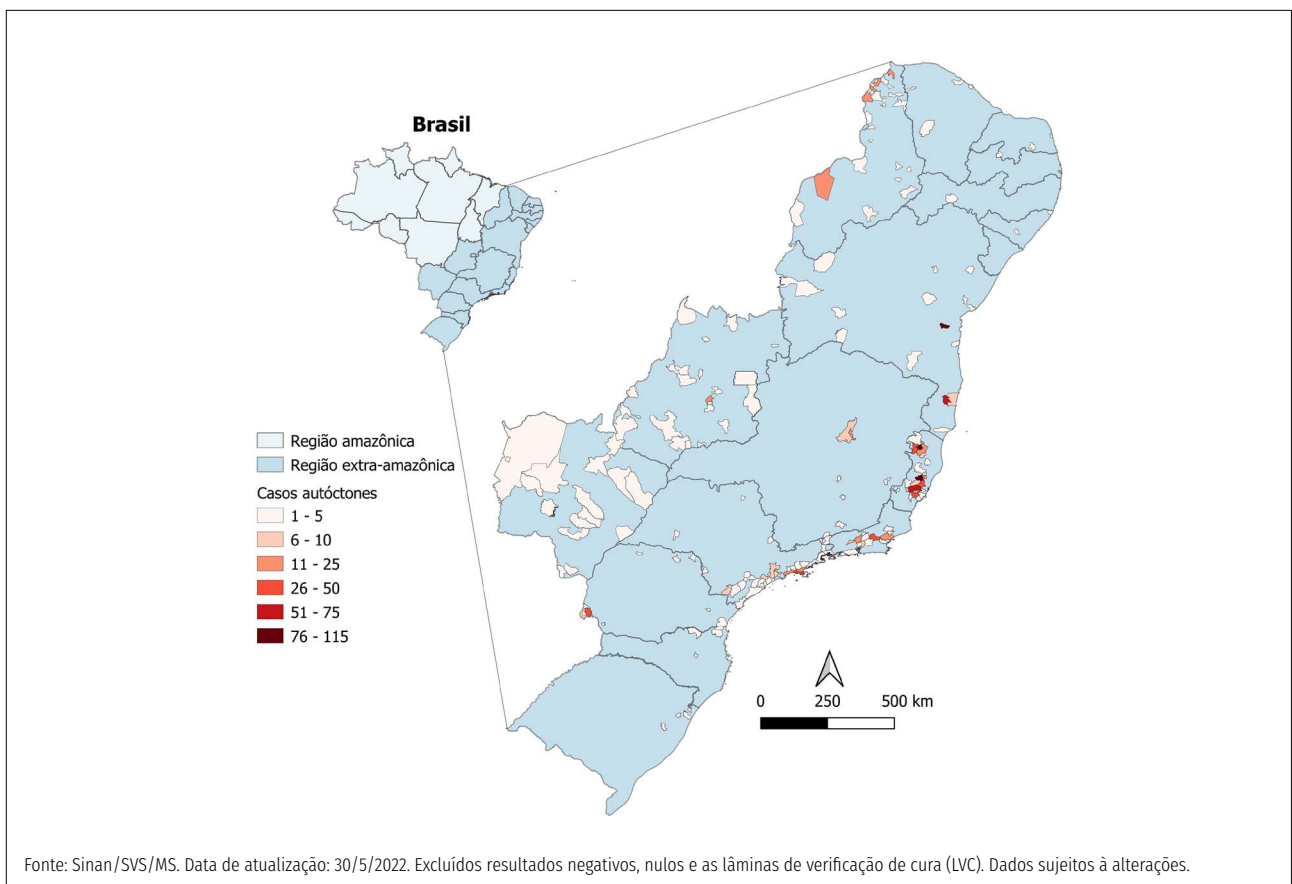 Brasil
Região amazônica
Região extra-amazônica
Casos autóctones
1 - 5
6 - 10
11 - 25
26 - 50
51 - 75
76 - 115
0 250 500 km
Fonte: Sinan/SVS/MS. Data de atualização: 30/5/2022. Excluídos resultados negativos, nulos e as lâminas de verificação de cura (LVC). Dados sujeitos à alterações.